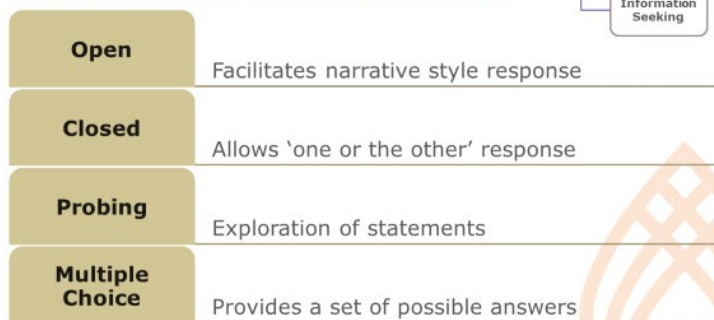 Information
Seeking
Open
Facilitates narrative style response
Closed
Allows ‘one or the other’ response
Probing
Exploration of statements
Multiple
Choice
Provides a set of possible answers